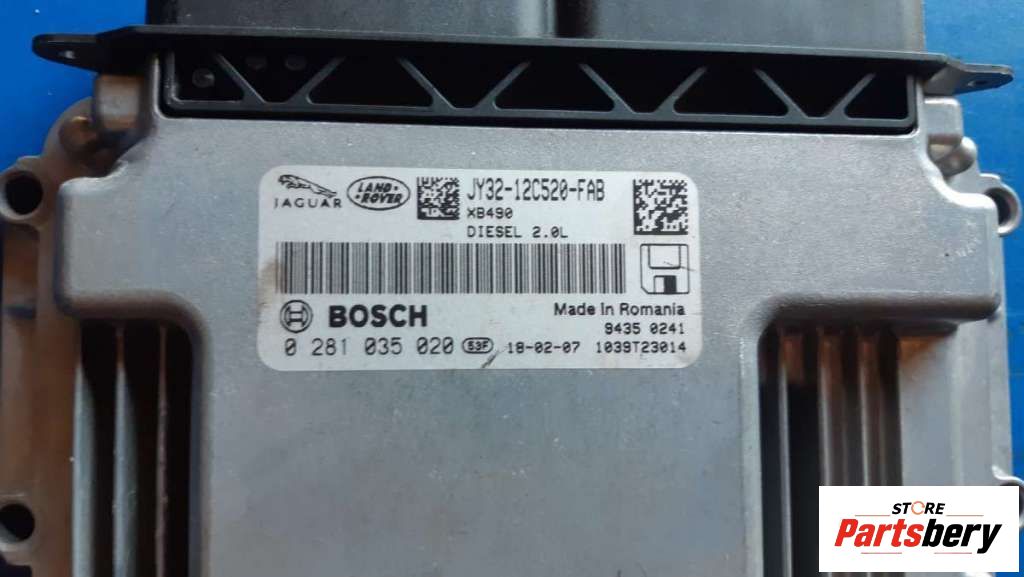 JAGUAR
LAND ROVER
JY32-12C520-FAB
XB490
DIESEL 2.0L
BOSCH
Made in Romania
9435 0241
0 281 035 020 53F 18-02-07 1039T23014
STORE
Partsbery